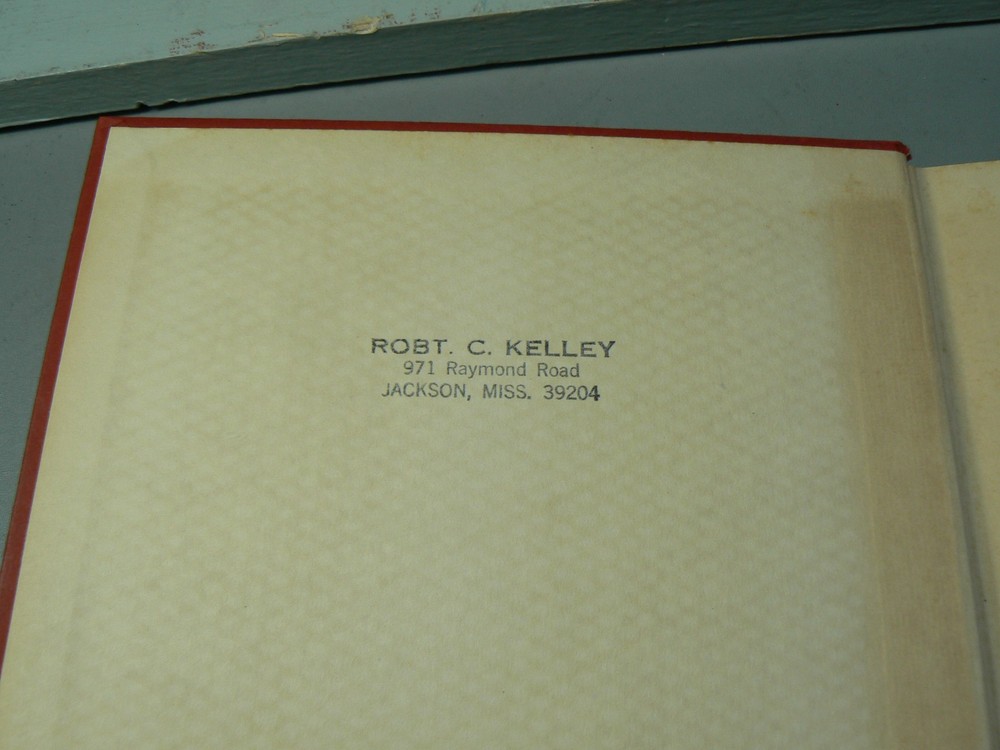 ROBT. C. KELLEY
971 Raymond Road
JACKSON, MISS. 39204